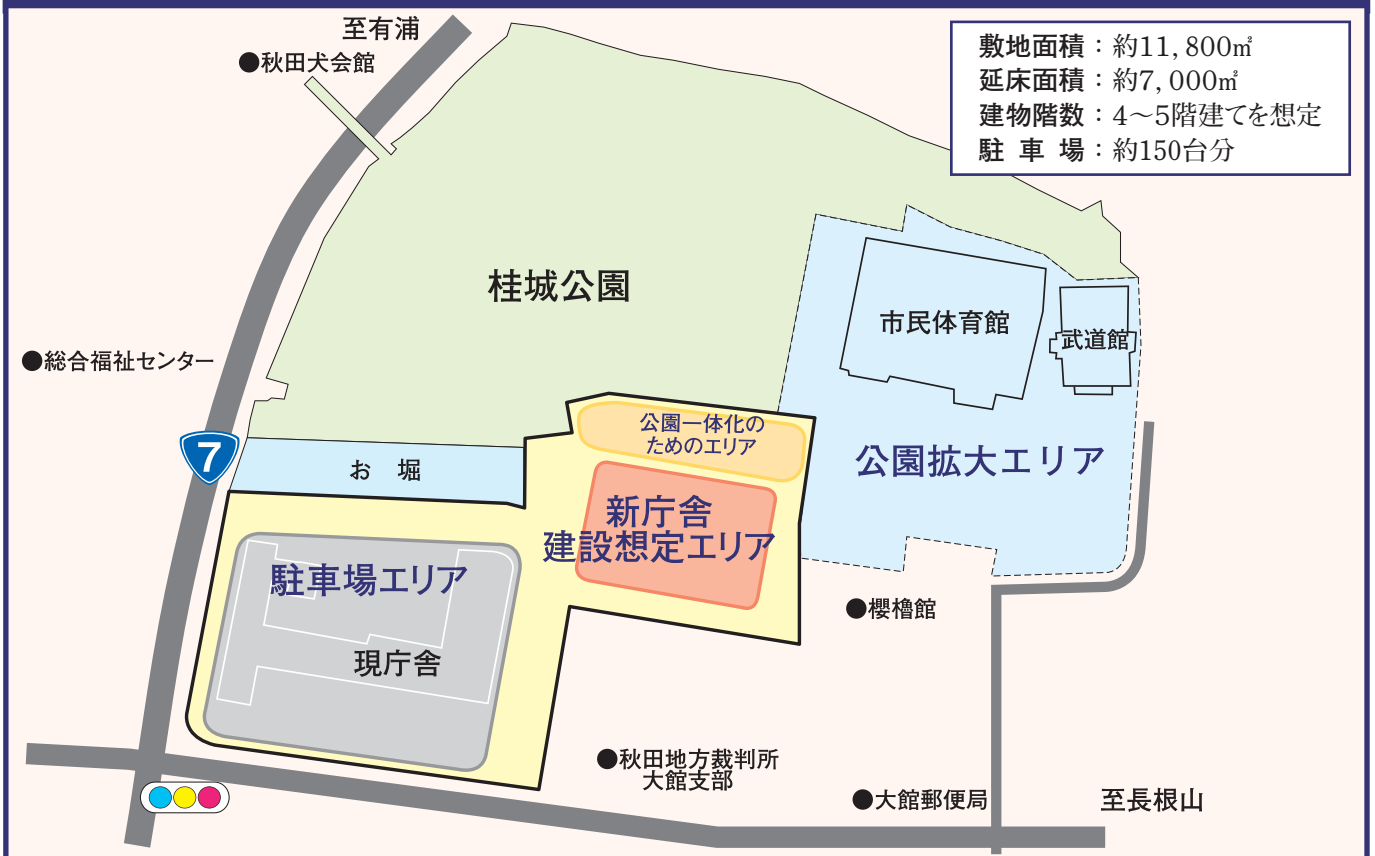 至有浦
●秋田犬会館
敷地面積：約11,800㎡
延床面積：約7,000㎡
建物階数：4～5階建てを想定
駐車場：約150台分
桂城公園
市民体育館
武道館
●総合福祉センター
公園一体化の
ためのエリア
7
お堀
公園拡大エリア
新庁舎
建設想定エリア
駐車場エリア
●櫻櫓館
現庁舎
●秋田地方裁判所
大館支部
●大館郵便局
至長根山